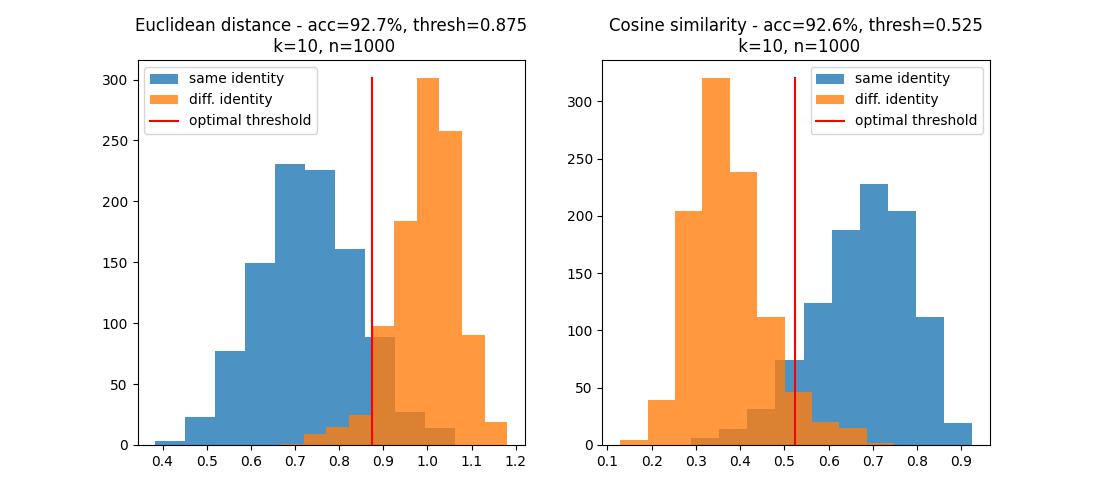 Euclidean distance - acc=92.7%, thresh=0.875
k=10, n=1000
same identity
diff. identity
optimal threshold
300
250
200
150
100
50
0
0.4 0.5 0.6 0.7 0.8 0.9 1.0 1.1 1.2
Cosine similarity - acc=92.6%, thresh=0.525
k=10, n=1000
same identity
diff. identity
optimal threshold
300
250
200
150
100
50
0
0.1 0.2 0.3 0.4 0.5 0.6 0.7 0.8 0.9